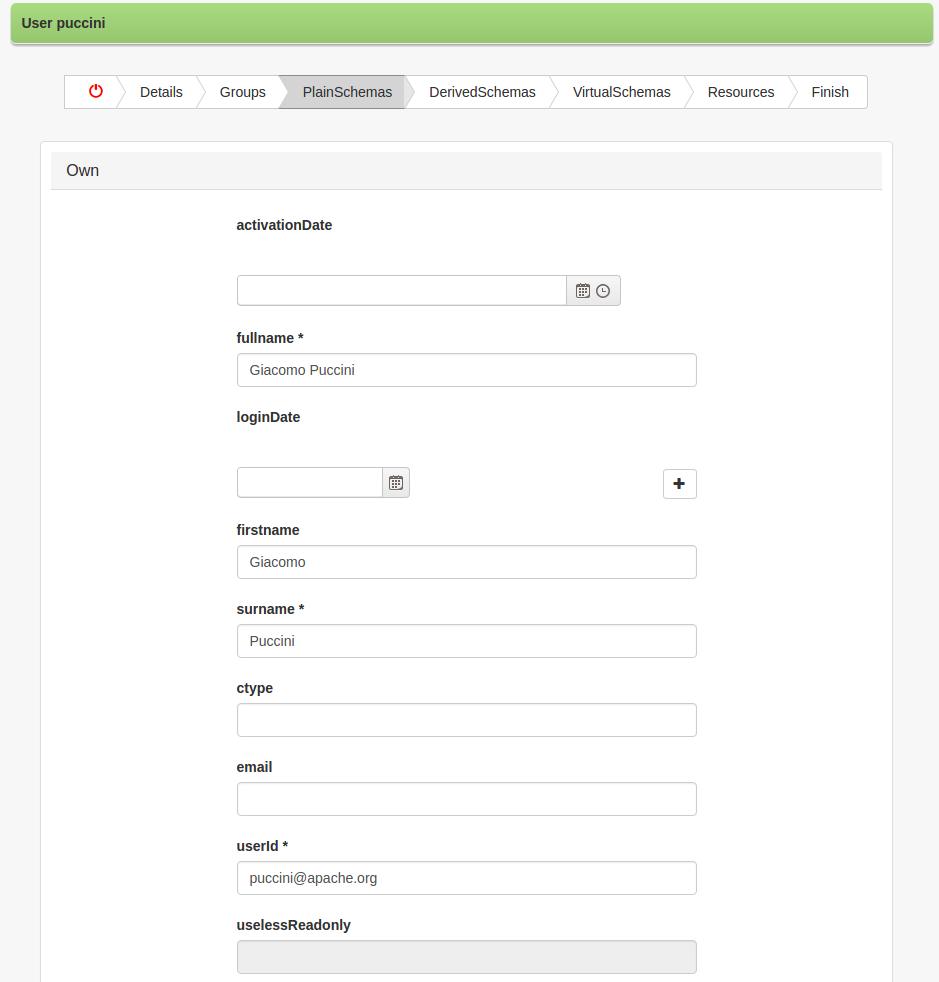 User puccini
Details Groups PlainSchemas DerivedSchemas VirtualSchemas Resources Finish
Own
activationDate
fullname *
Giacomo Puccini
loginDate
firstname
Giacomo
surname *
Puccini
ctype
email
userId *
puccini@apache.org
uselessReadonly